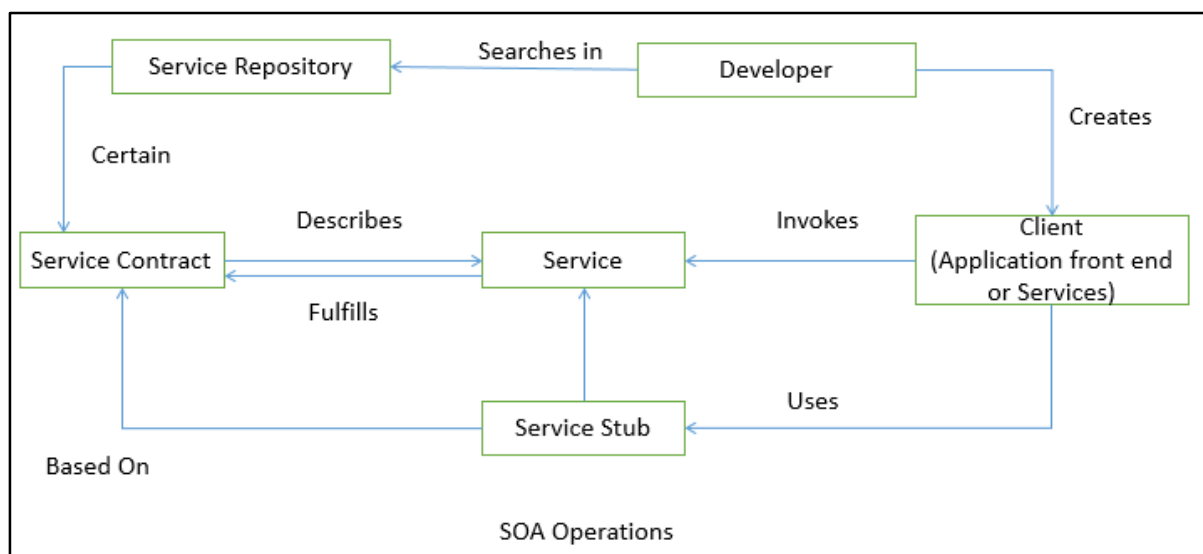 Searches in
Service Repository
Developer
Creates
Certain
Describes
Invokes
Service Contract
Service
Client
(Application front end
or Services)
Fulfills
Uses
Service Stub
Based On
SOA Operations